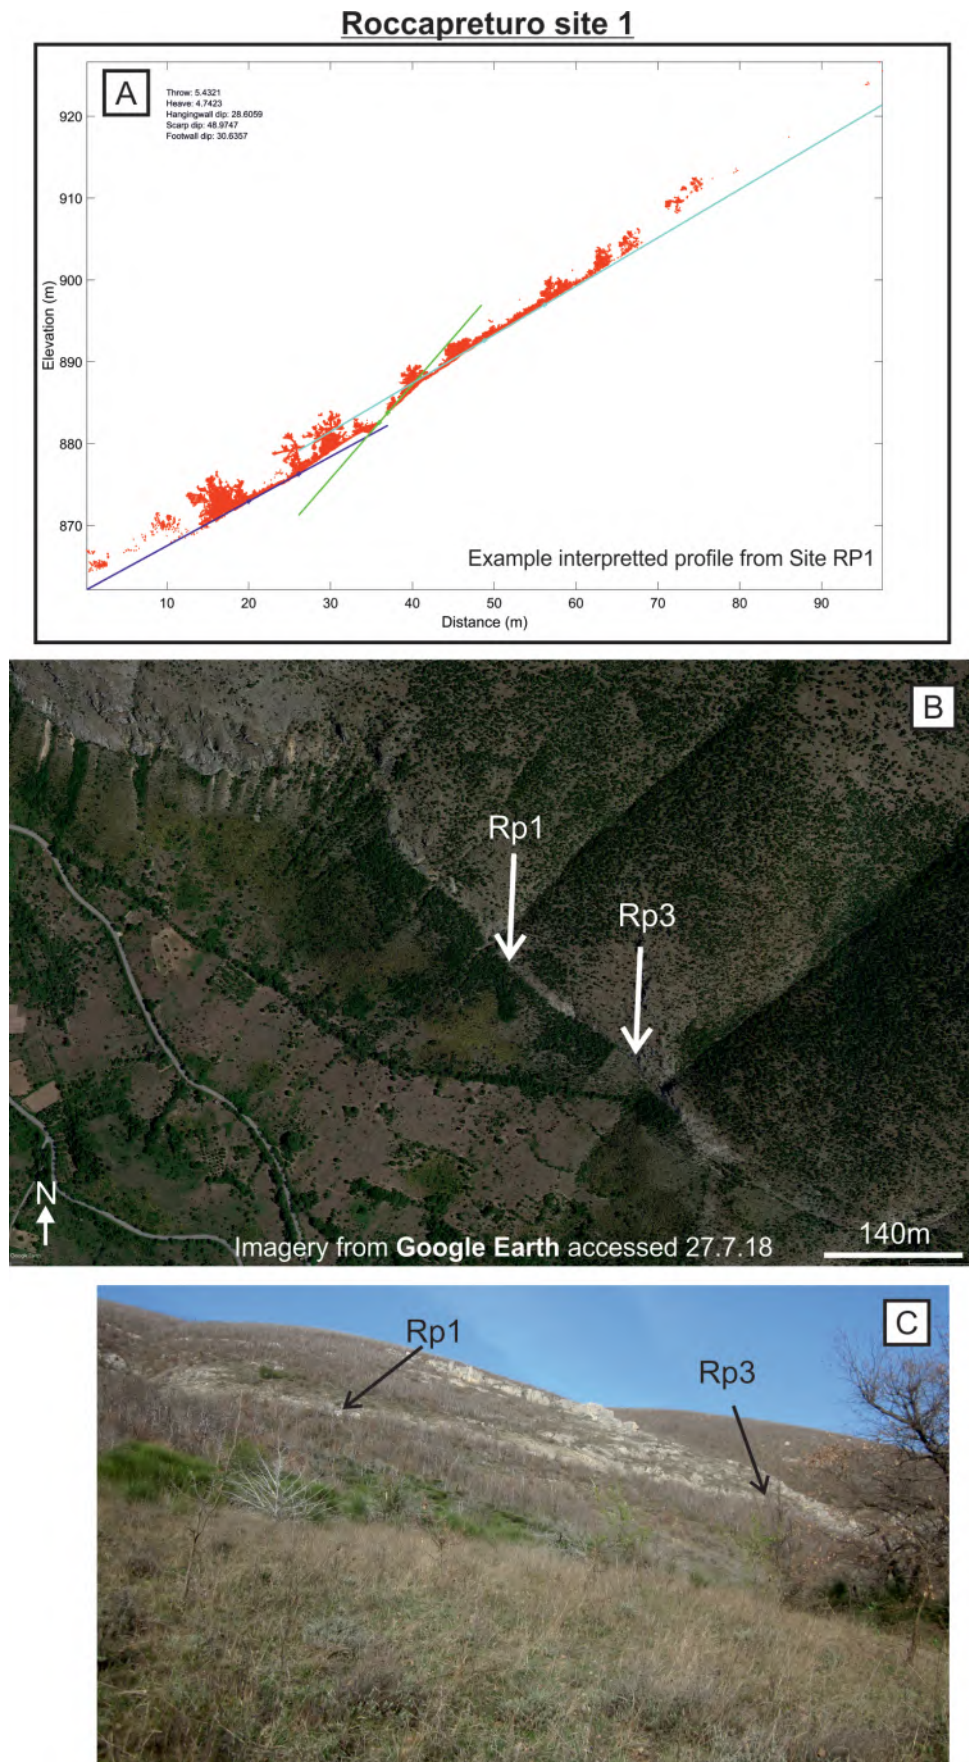 Roccapreturo site 1
A
Throw: 5.4321
Heave: 4.7423
Hangingwall dip: 28.6059
Scarp dip: 48.9747
Footwall dip: 30.6357
920
910
900
890
880
870
Elevation (m)
10 20 30 40 50 60 70 80 90
Distance (m)
Example interpretted profile from Site RP1
B
Rp1
Rp3
N
140m
Imagery from Google Earth accessed 27.7.18
Google Earth
C
Rp1
Rp3